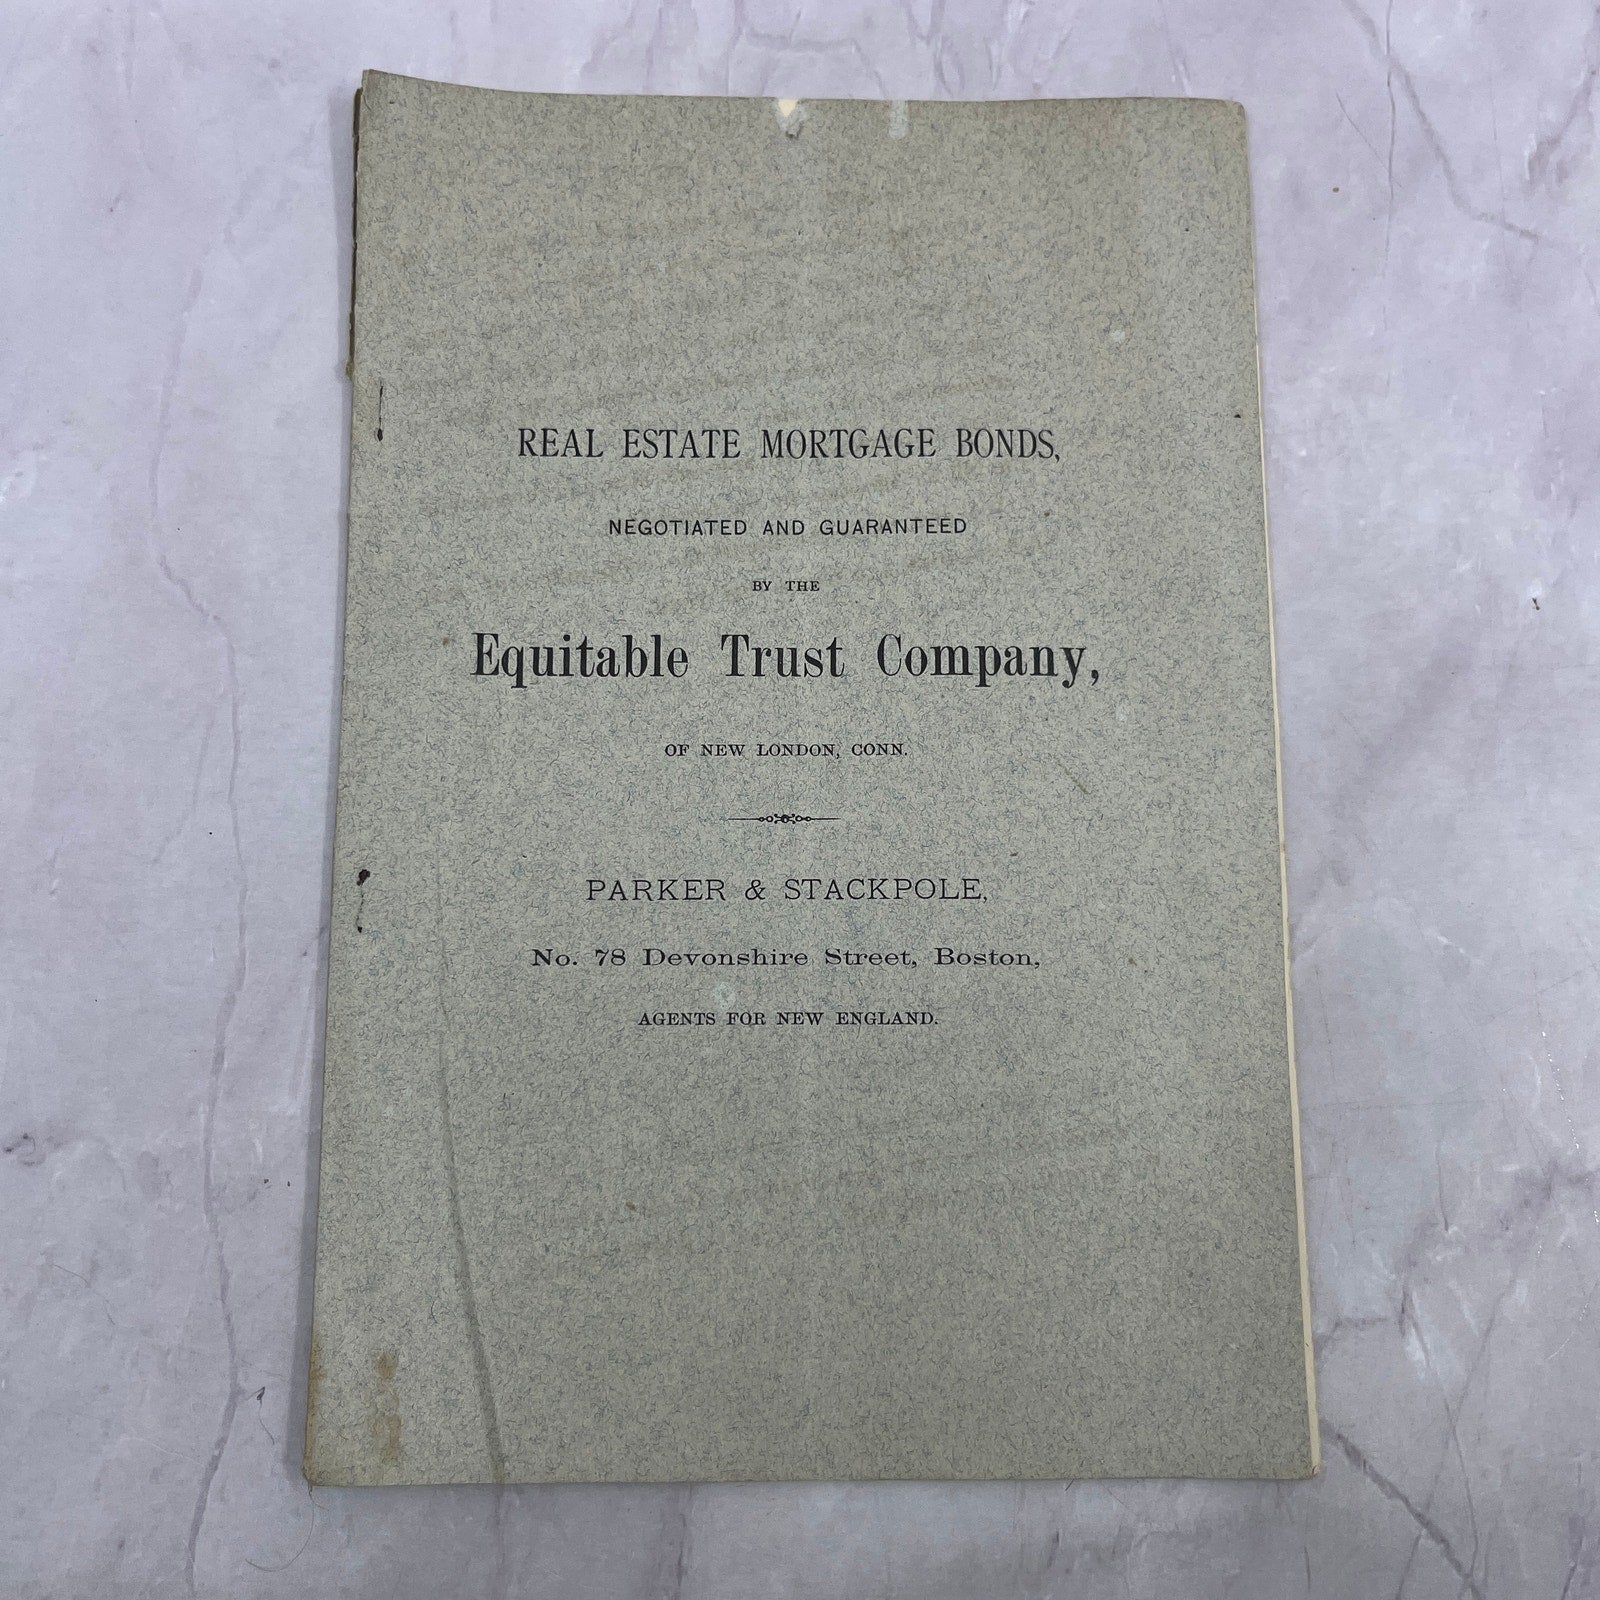 REAL ESTATE MORTGAGE BONDS,
NEGOTIATED AND GUARANTEED
BY THE
Equitable Trust Company,
OF NEW LONDON, CONN.
PARKER & STACKPOLE,
No. 78 Devonshire Street, Boston,
AGENTS FOR NEW ENGLAND.